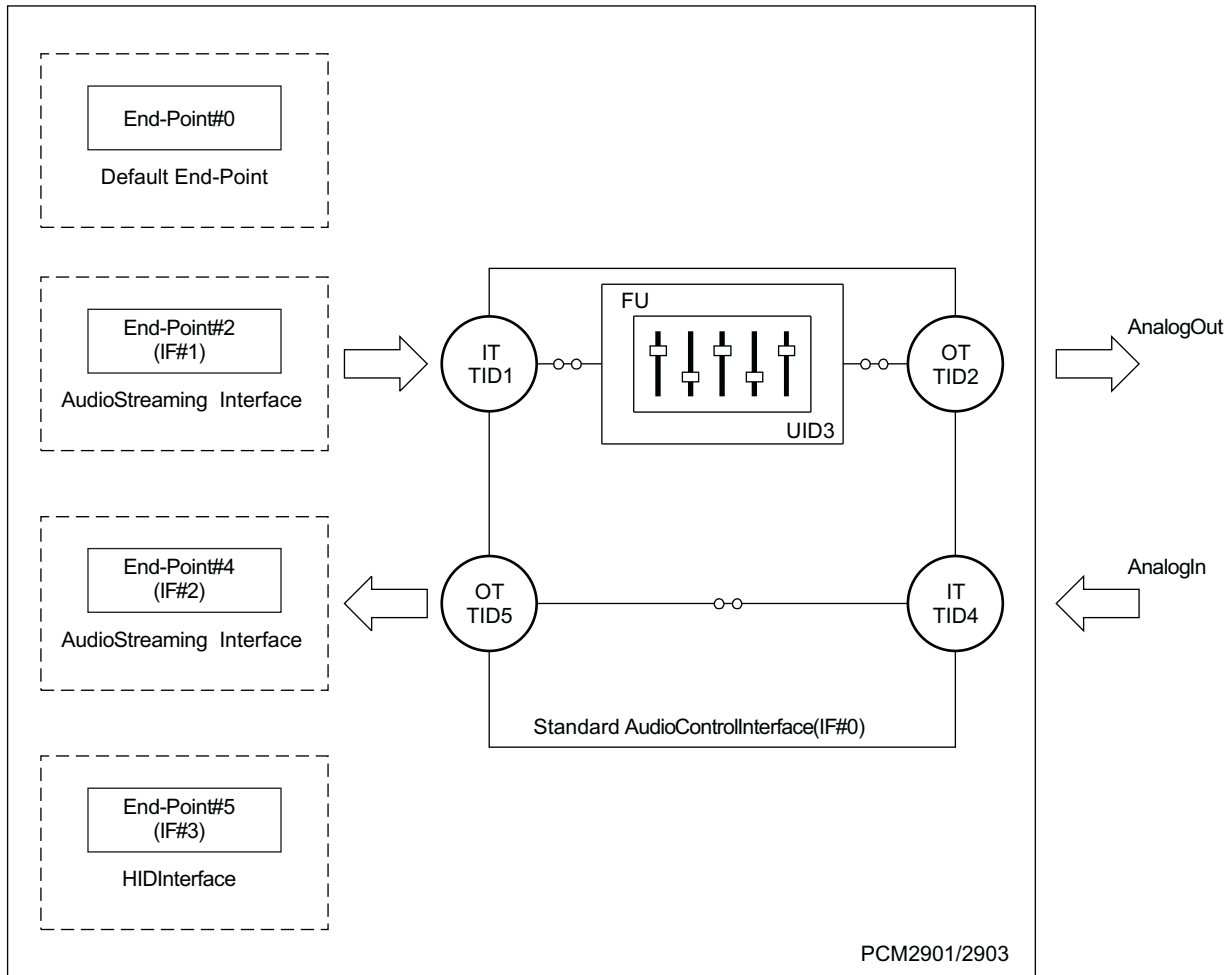 End-Point#0
Default End-Point
End-Point#2
(IF#1)
AudioStreaming Interface
IT
TID1
FU
UID3
OT
TID2
AnalogOut
End-Point#4
(IF#2)
AudioStreaming Interface
OT
TID5
IT
TID4
AnalogIn
Standard AudioControlInterface(IF#0)
End-Point#5
(IF#3)
HIDInterface
PCM2901/2903